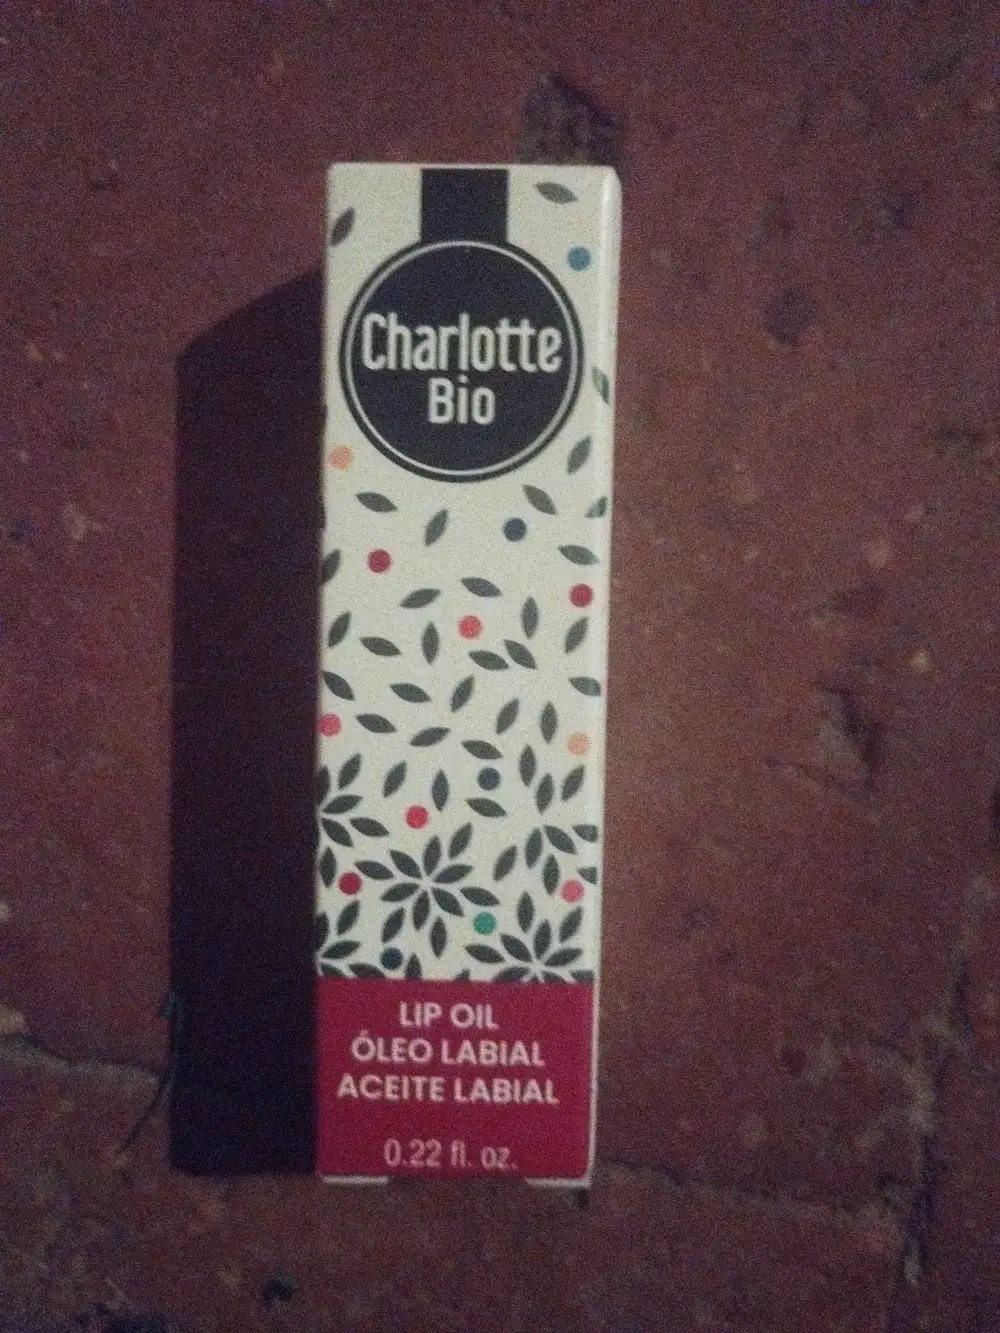 Charlotte
Bio
LIP OIL
ÓLEO LABIAL
ACEITE LABIAL
0.22 fl. oz.